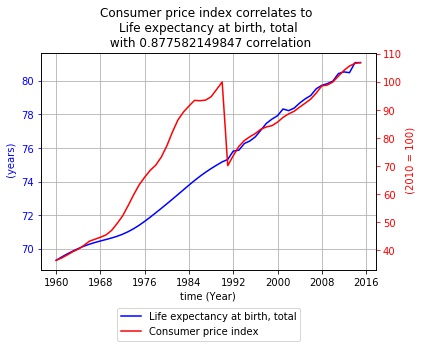 Consumer price index correlates to
Life expectancy at birth, total
with 0.877582149847 correlation
110
100
90
80
70
60
50
40
80
78
76
74
72
70
(years)
(2010 = 100)
1960 1968 1976 1984 1992 2000 2008 2016
time (Year)
Life expectancy at birth, total
Consumer price index